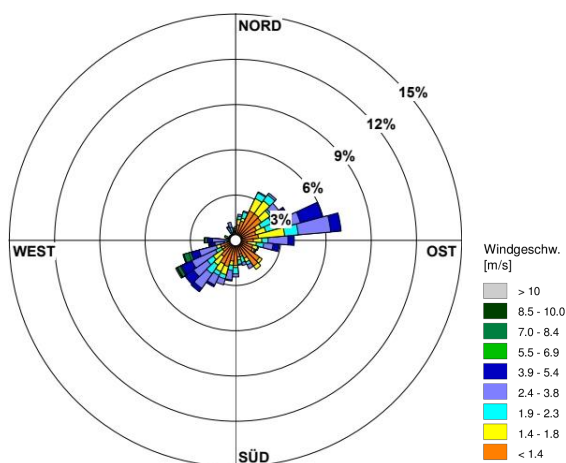 NORD
15%
12%
9%
6%
3%
WEST
OST
SÜD
Windgeschw.
[m/s]
> 10
8.5 - 10.0
7.0 - 8.4
5.5 - 6.9
3.9 - 5.4
2.4 - 3.8
1.9 - 2.3
1.4 - 1.8
< 1.4